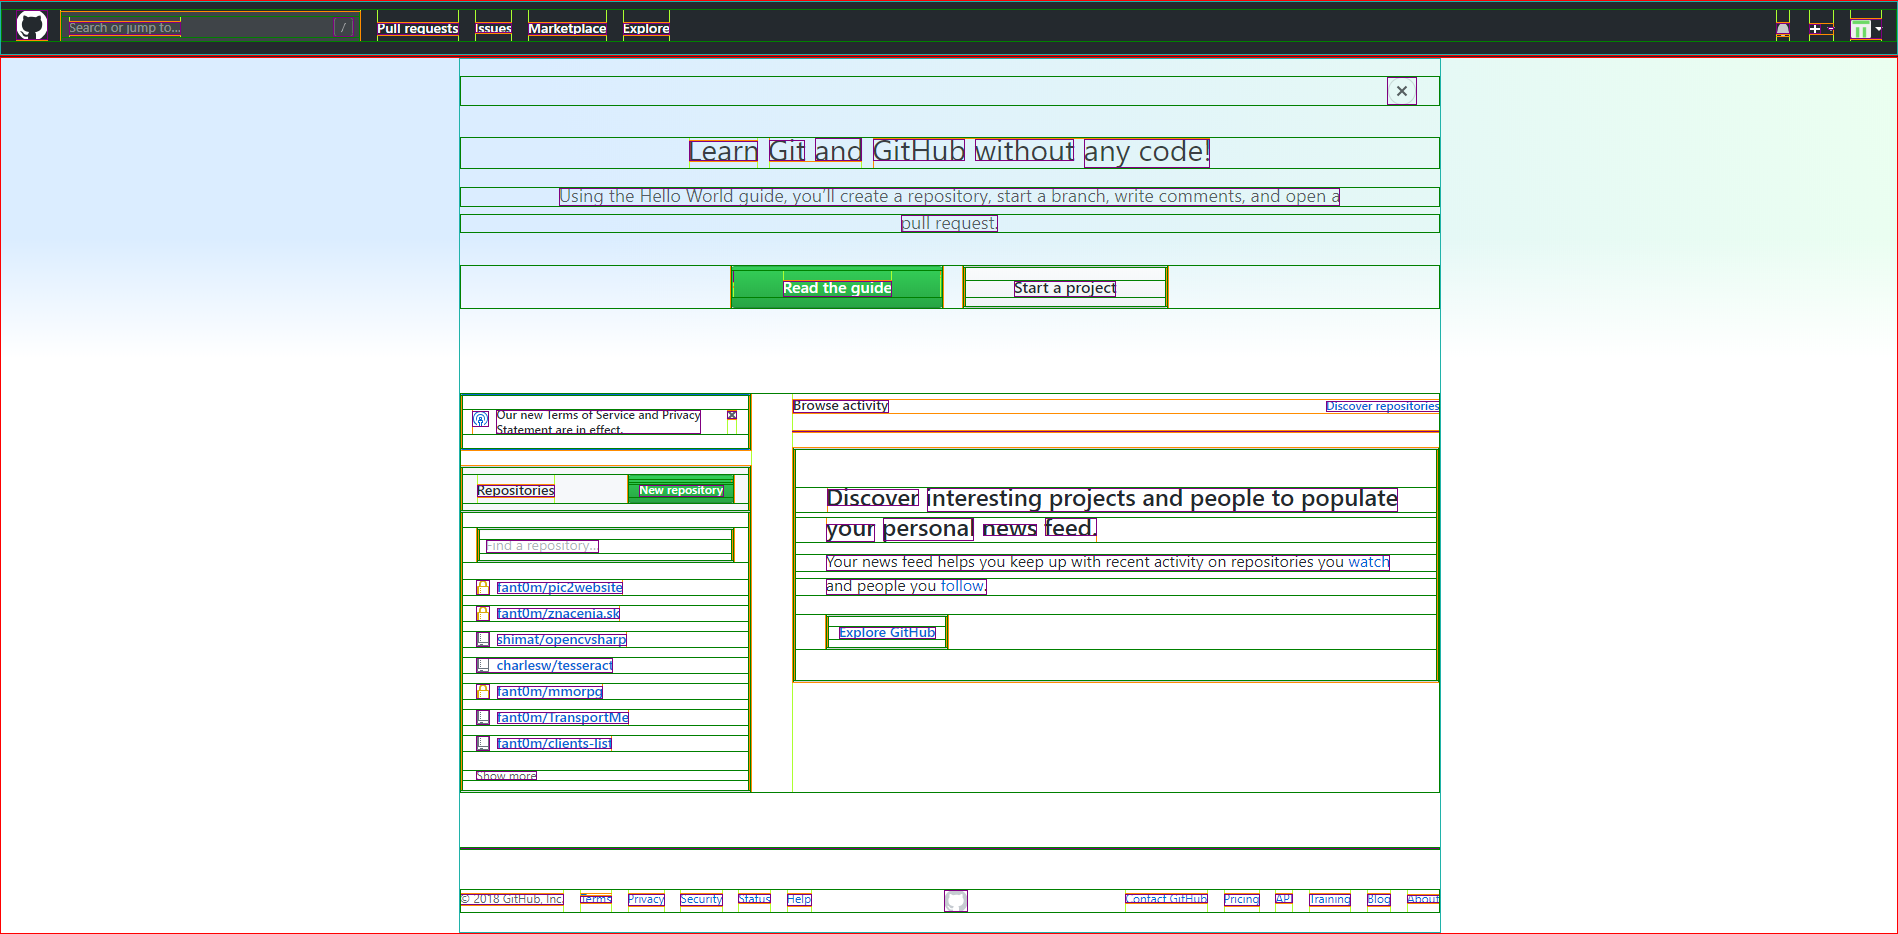 Search or jump to... /
Pull requests Issues Marketplace Explore
Learn Git and GitHub without any code!
Using the Hello World guide, you’ll create a repository, start a branch, write comments, and open a
pull request.
Read the guide Start a project
Our new Terms of Service and Privacy
Statement are in effect.
Repositories New repository
Find a repository...
fant0m/pic2website
fant0m/znacenia.sk
shimat/opencvsharp
charlesw/tesseract
fant0m/mmorpg
fant0m/TransportMe
fant0m/clients-list
Show more
Browse activity Discover repositories
Discover interesting projects and people to populate
your personal news feed.
Your news feed helps you keep up with recent activity on repositories you watch
and people you follow.
Explore GitHub
© 2018 GitHub, Inc. Terms Privacy Security Status Help Contact GitHub Pricing API Training Blog About